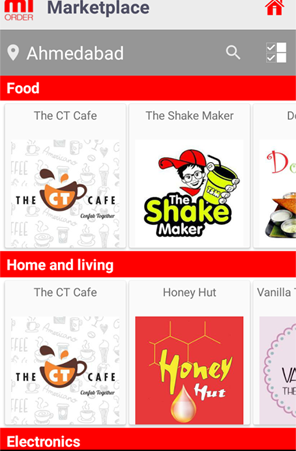 mi
ORDER
Marketplace
Ahmedabad
Food
The CT Cafe
The Shake Maker
THE CT CAFE
Confab Together
The
Shake
Maker
Home and living
The CT Cafe
Honey Hut
Vanilla
THE CT CAFE
Confab Together
Honey
Hut
Electronics